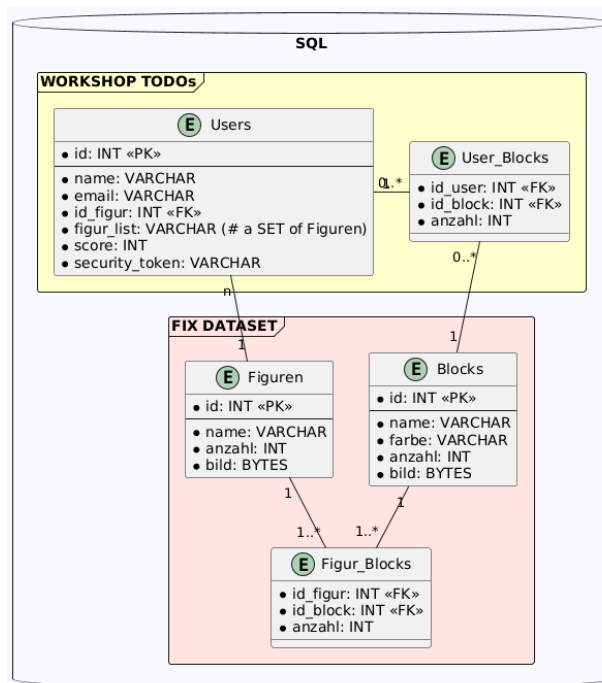 SQL
WORKSHOP TODOs
E Users
id: INT «PK»
name: VARCHAR
email: VARCHAR
id_figur: INT «FK»
figur_list: VARCHAR (# a SET of Figuren)
score: INT
security_token: VARCHAR
E User_Blocks
id_user: INT «FK»
id_block: INT «FK»
anzahl: INT
1
0..*
0..*
n
FIX DATASET
1
1
E Figuren
id: INT «PK»
name: VARCHAR
anzahl: INT
bild: BYTES
E Blocks
id: INT «PK»
name: VARCHAR
farbe: VARCHAR
anzahl: INT
bild: BYTES
1
1
1..*
1..*
E Figur_Blocks
id_figur: INT «FK»
id_block: INT «FK»
anzahl: INT